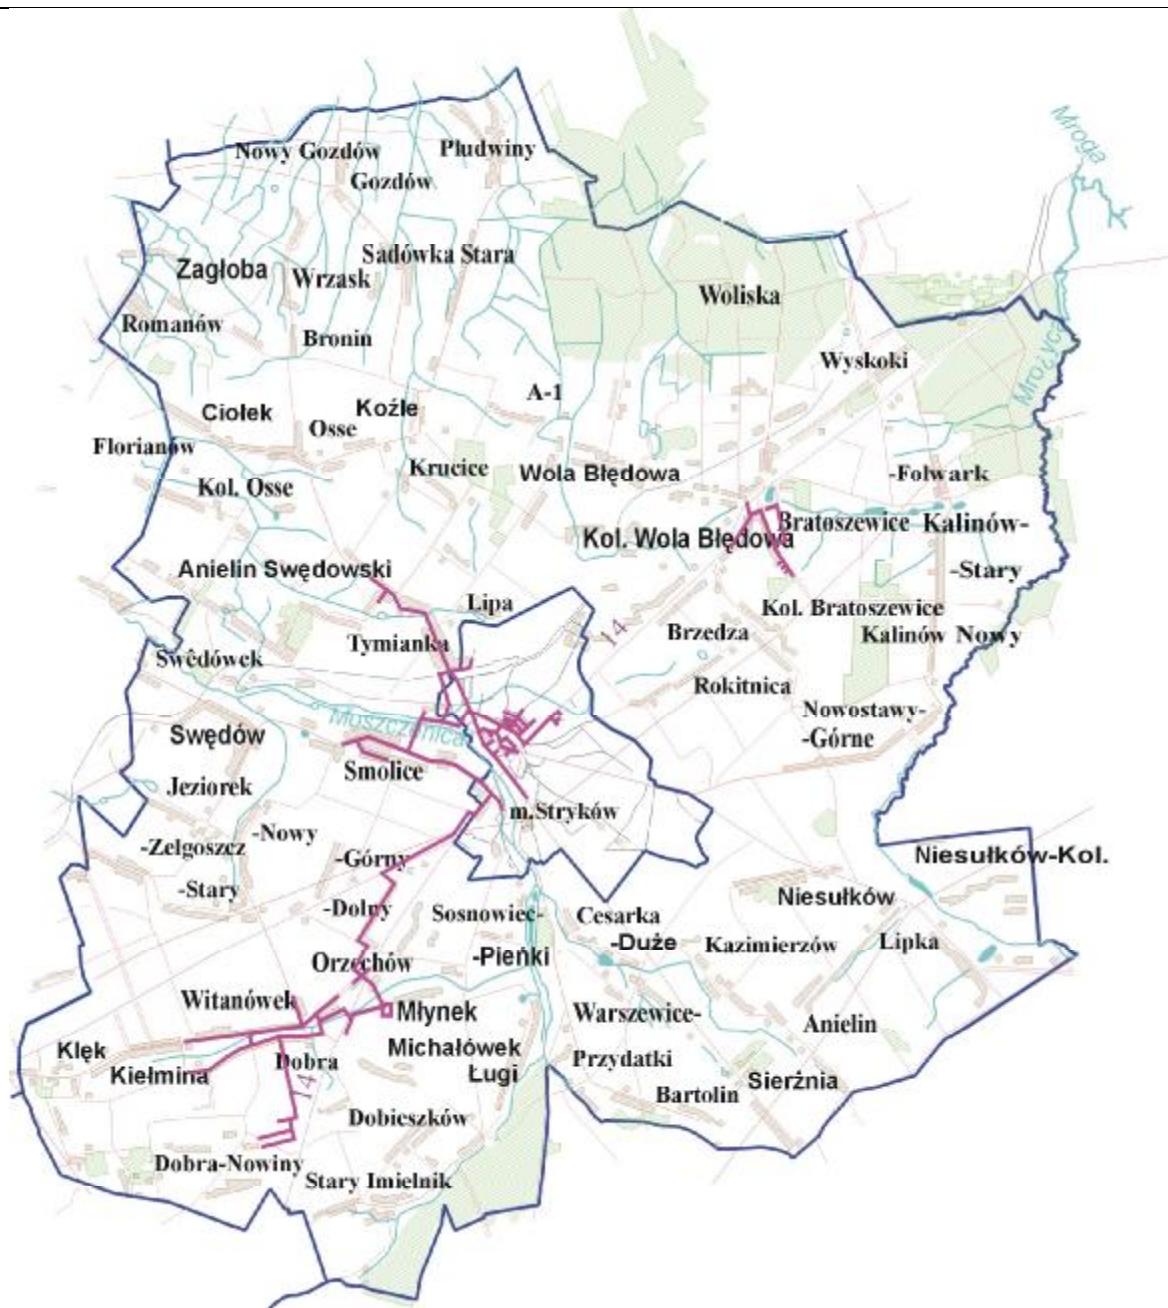 Mroga
Nowy Gozdów
Pludwiny
Gozdów
Sadówka Stara
Zagłoba
Wrzask
Woliska
Romanów
Bronin
Mrożyca
Wyskoki
A-1
Ciołek
Koźle
Osse
Florianów
Krucice
Wola Błędowa
-Folwark
Kol. Osse
Bratoszewice
Kalinów-
Kol. Wola Błędowa
-Stary
Anielin Swędowski
Lipa
Kol. Bratoszewice
14
Brzedza
Kalinów Nowy
Tymianka
Swêdówek
Rokitnica
Nowostawy-
-Górne
Moszczenica
Swędów
Smolice
Jeziorek
m.Stryków
-Nowy
-Zelgoszcz
-Górny
Niesułków-Kol.
-Stary
Niesułków
-Dolny
Sosnowiec-
Cesarka
-Duże
Kazimierzów
Lipka
-Pieńki
Orzechów
Witanówek
Młynek
Warszewice-
Anielin
Klęk
Michałówek
Dobra
Przydatki
Kiełmina
Ługi
Sierżnia
14
Bartolin
Dobieszków
Dobra-Nowiny
Stary Imielnik